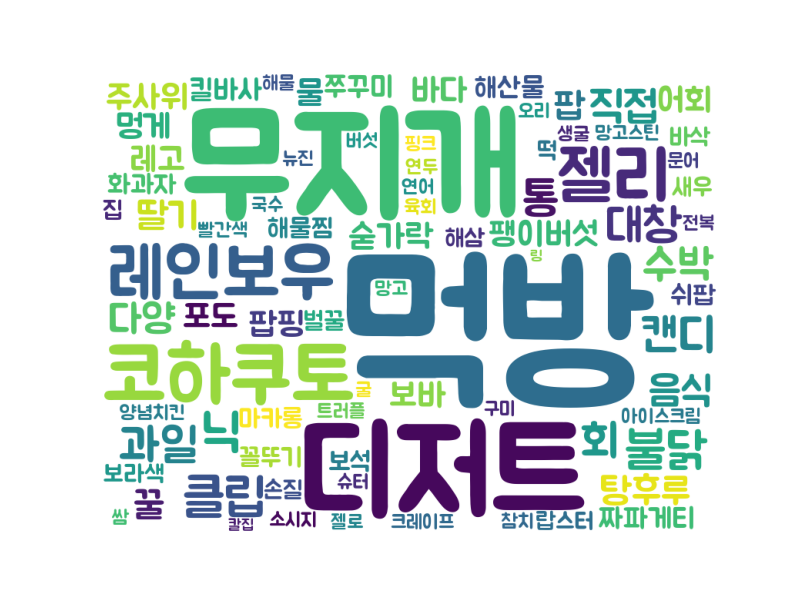 주사위 킬바사 해물 물 쭈꾸미 바다 해산물 팝 직접 어회
멍게 무지개 버섯 핑크 오리 생굴 망고스틴 바삭
레고 뉴진 연두 떡 젤리 문어
화과자 연어 통 새우
집 딸기 국수 육회 대창 전복
빨간색 해물찜 숟가락 해삼 팽이버섯
레인보우 먹방 링 수박
망고 쉬팝
다양 포도 팝핑 벌꿀 캔디
코하쿠토 굴 보바 음식
양념치킨 마카롱 트러플 구미 아이스크림
과일 닉 디저트 회 불닭
보라색 꼴뚜기 보석
꿀 클립 손질 슈터 탕후루
쌈 칼집 소시지 젤로 크레이프 참치 랍스터 짜파게티